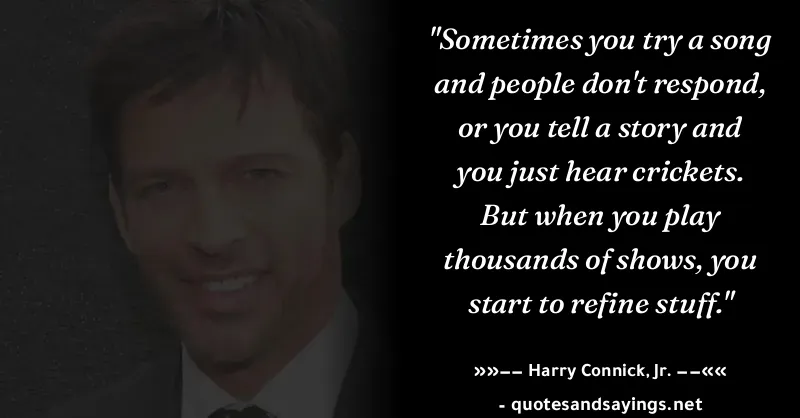 "Sometimes you try a song
and people don't respond,
or you tell a story and
you just hear crickets.
But when you play
thousands of shows, you
start to refine stuff."
»»–– Harry Connick, Jr. ––««
- quotesandsayings.net